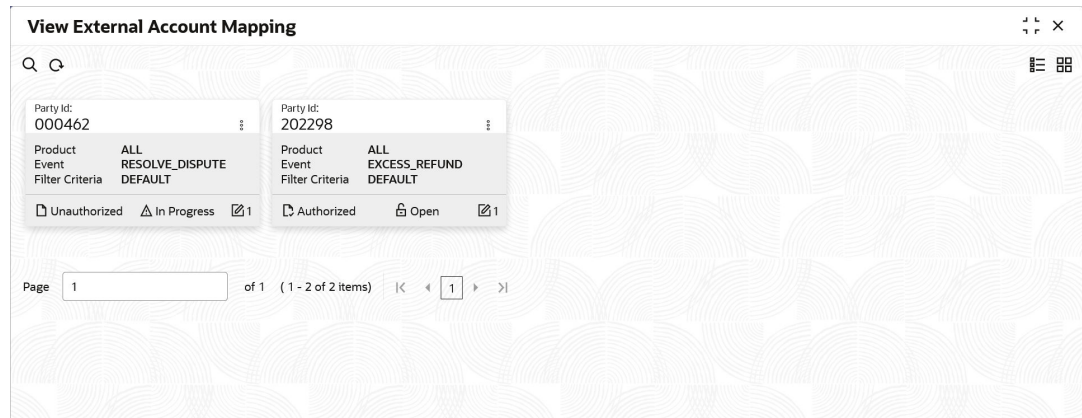 View External Account Mapping
Party Id:
000462
Product ALL
Event RESOLVE_DISPUTE
Filter Criteria DEFAULT
Unauthorized In Progress 1
Party Id:
202298
Product ALL
Event EXCESS_REFUND
Filter Criteria DEFAULT
Authorized Open 1
Page 1 of 1 ( 1 - 2 of 2 items) 1